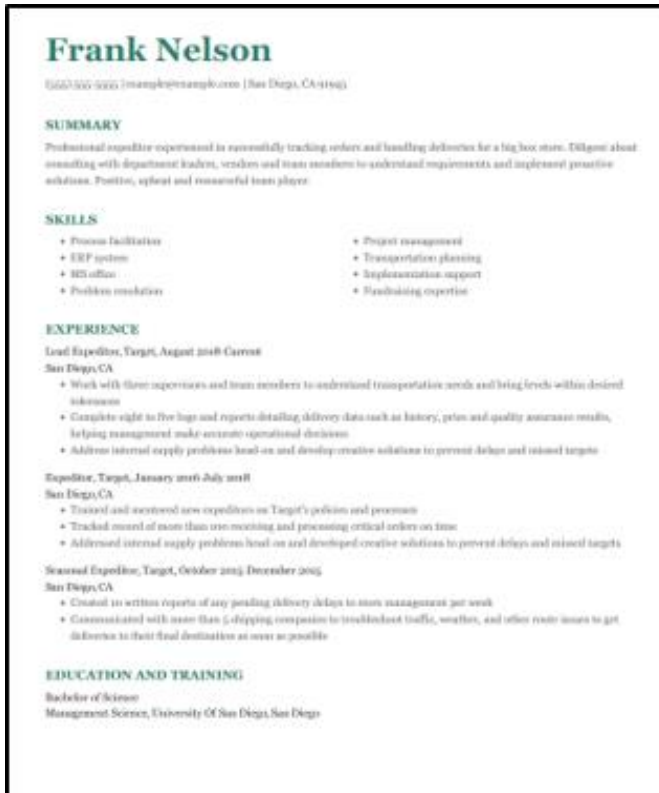 Frank Nelson
(555) 555-5555 | example@example.com | San Diego, CA
SUMMARY
Professional expeditor experienced in successfully tracking orders and handling deliveries for a big box store. Diligent about
consulting with department leaders, vendors and team members to understand requirements and implement proactive
solutions. Positive, upbeat and resourceful team player.
SKILLS
• Process facilitation
• ERP system
• MS office
• Problem resolution
• Project management
• Transportation planning
• Implementation support
• Fundraising expertise
EXPERIENCE
Lead Expeditor, Target, August 2018-Current
San Diego, CA
• Work with three supervisors and team members to understand transportation needs and bring levels within desired
tolerances
• Complete eight to five logs and reports detailing delivery data such as history, price and quality assurance results,
helping management make accurate operational decisions
• Address internal supply problems head-on and develop creative solutions to prevent delays and missed targets
Expeditor, Target, January 2016-July 2018
San Diego, CA
• Trained and mentored new expeditors on Target's policies and processes
• Tracked record of more than 100 receiving and processing critical orders on time
• Addressed internal supply problems head-on and developed creative solutions to prevent delays and missed targets
Seasonal Expeditor, Target, October 2015-December 2015
San Diego, CA
• Created 10 written reports of any pending delivery delays to store management per week
• Communicated with more than 5 shipping companies to troubleshoot traffic, weather, and other route issues to get
deliveries to their final destination as soon as possible
EDUCATION AND TRAINING
Bachelor of Science
Management Science, University Of San Diego, San Diego